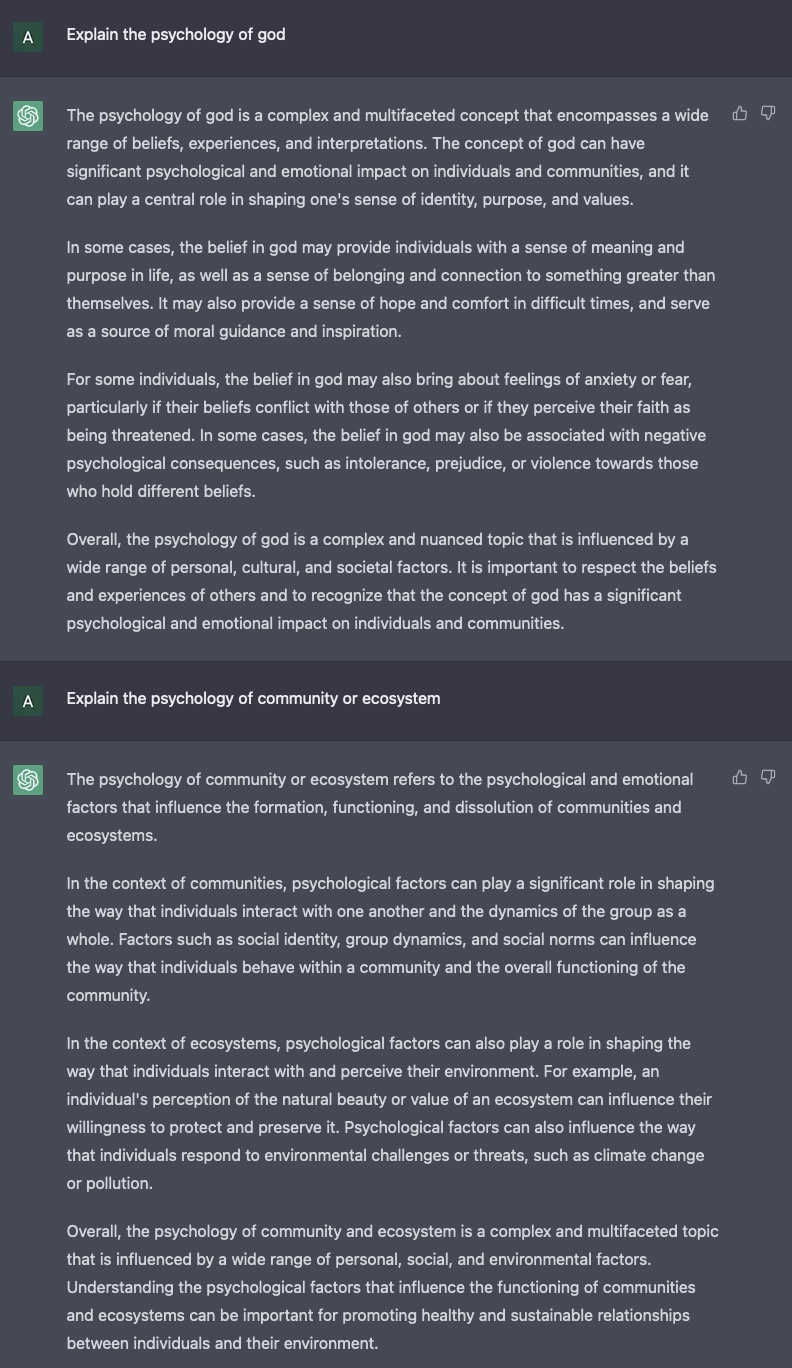 A
Explain the psychology of god
The psychology of god is a complex and multifaceted concept that encompasses a wide
range of beliefs, experiences, and interpretations. The concept of god can have
significant psychological and emotional impact on individuals and communities, and it
can play a central role in shaping one's sense of identity, purpose, and values.
In some cases, the belief in god may provide individuals with a sense of meaning and
purpose in life, as well as a sense of belonging and connection to something greater than
themselves. It may also provide a sense of hope and comfort in difficult times, and serve
as a source of moral guidance and inspiration.
For some individuals, the belief in god may also bring about feelings of anxiety or fear,
particularly if their beliefs conflict with those of others or if they perceive their faith as
being threatened. In some cases, the belief in god may also be associated with negative
psychological consequences, such as intolerance, prejudice, or violence towards those
who hold different beliefs.
Overall, the psychology of god is a complex and nuanced topic that is influenced by a
wide range of personal, cultural, and societal factors. It is important to respect the beliefs
and experiences of others and to recognize that the concept of god has a significant
psychological and emotional impact on individuals and communities.
A
Explain the psychology of community or ecosystem
The psychology of community or ecosystem refers to the psychological and emotional
factors that influence the formation, functioning, and dissolution of communities and
ecosystems.
In the context of communities, psychological factors can play a significant role in shaping
the way that individuals interact with one another and the dynamics of the group as a
whole. Factors such as social identity, group dynamics, and social norms can influence
the way that individuals behave within a community and the overall functioning of the
community.
In the context of ecosystems, psychological factors can also play a role in shaping the
way that individuals interact with and perceive their environment. For example, an
individual's perception of the natural beauty or value of an ecosystem can influence their
willingness to protect and preserve it. Psychological factors can also influence the way
that individuals respond to environmental challenges or threats, such as climate change
or pollution.
Overall, the psychology of community and ecosystem is a complex and multifaceted topic
that is influenced by a wide range of personal, social, and environmental factors.
Understanding the psychological factors that influence the functioning of communities
and ecosystems can be important for promoting healthy and sustainable relationships
between individuals and their environment.